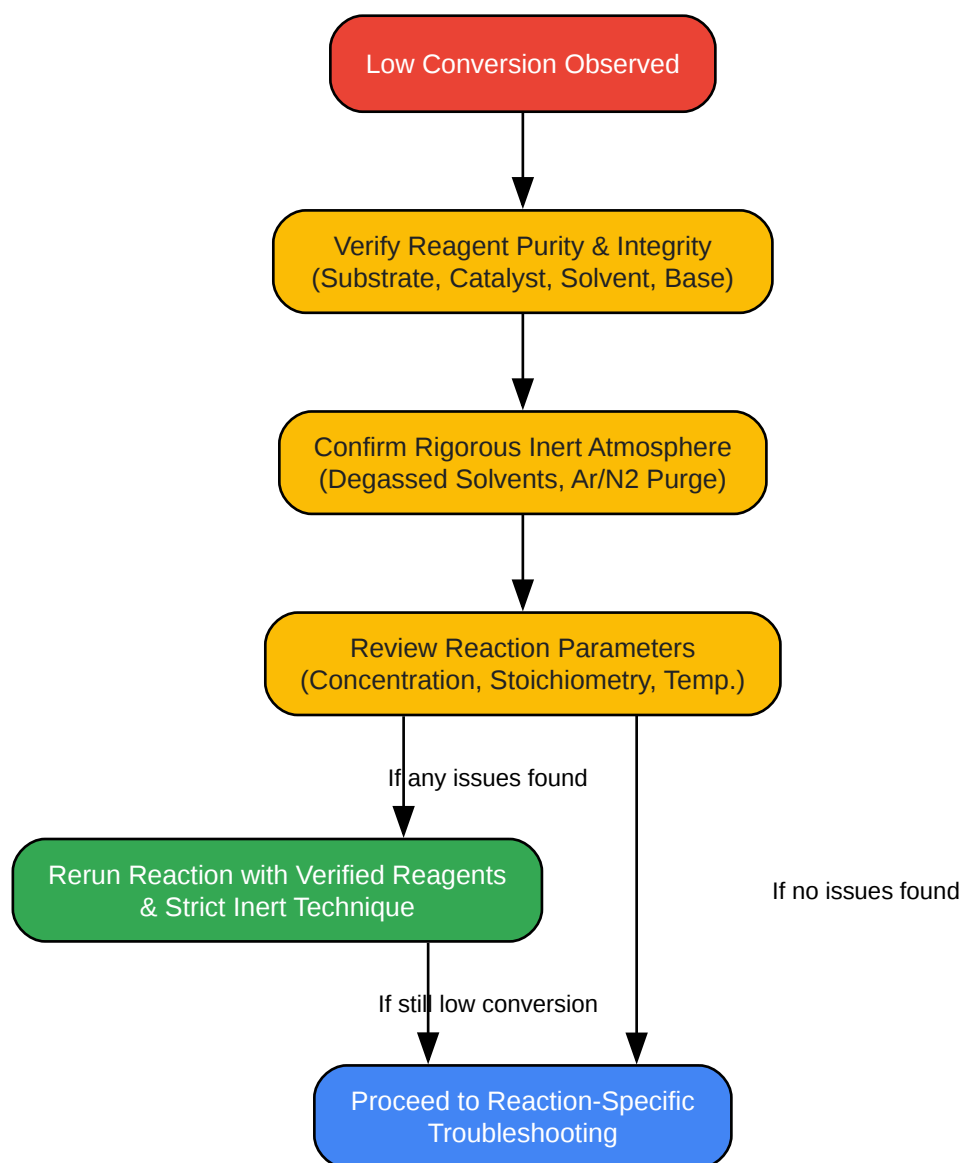 Low Conversion Observed
Verify Reagent Purity & Integrity
(Substrate, Catalyst, Solvent, Base)
Confirm Rigorous Inert Atmosphere
(Degassed Solvents, Ar/N2 Purge)
Review Reaction Parameters
(Concentration, Stoichiometry, Temp.)
If any issues found
Rerun Reaction with Verified Reagents
& Strict Inert Technique
If no issues found
If still low conversion
Proceed to Reaction-Specific
Troubleshooting